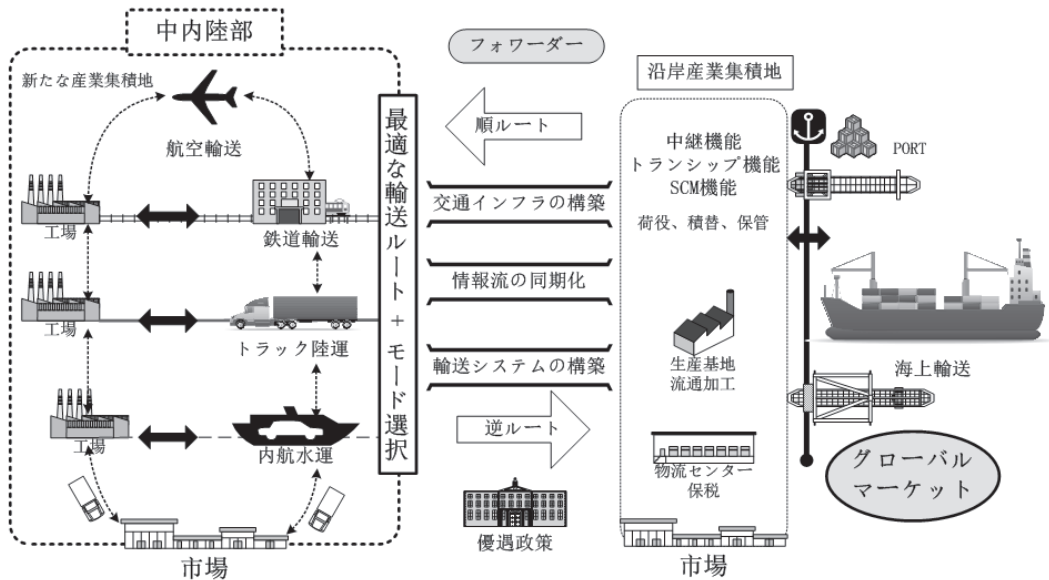 中内陸部
新たな産業集積地
航空輸送
工場
鉄道輸送
工場
トラック陸運
工場
内航水運
市場
最適な輸送ルート+モード選択
フォワーダー
順ルート
交通インフラの構築
情報流の同期化
輸送システムの構築
逆ルート
優遇政策
沿岸産業集積地
中継機能
トランシップ機能
SCM機能
荷役、積替、保管
生産基地
流通加工
物流センター
保税
市場
PORT
海上輸送
グローバル
マーケット